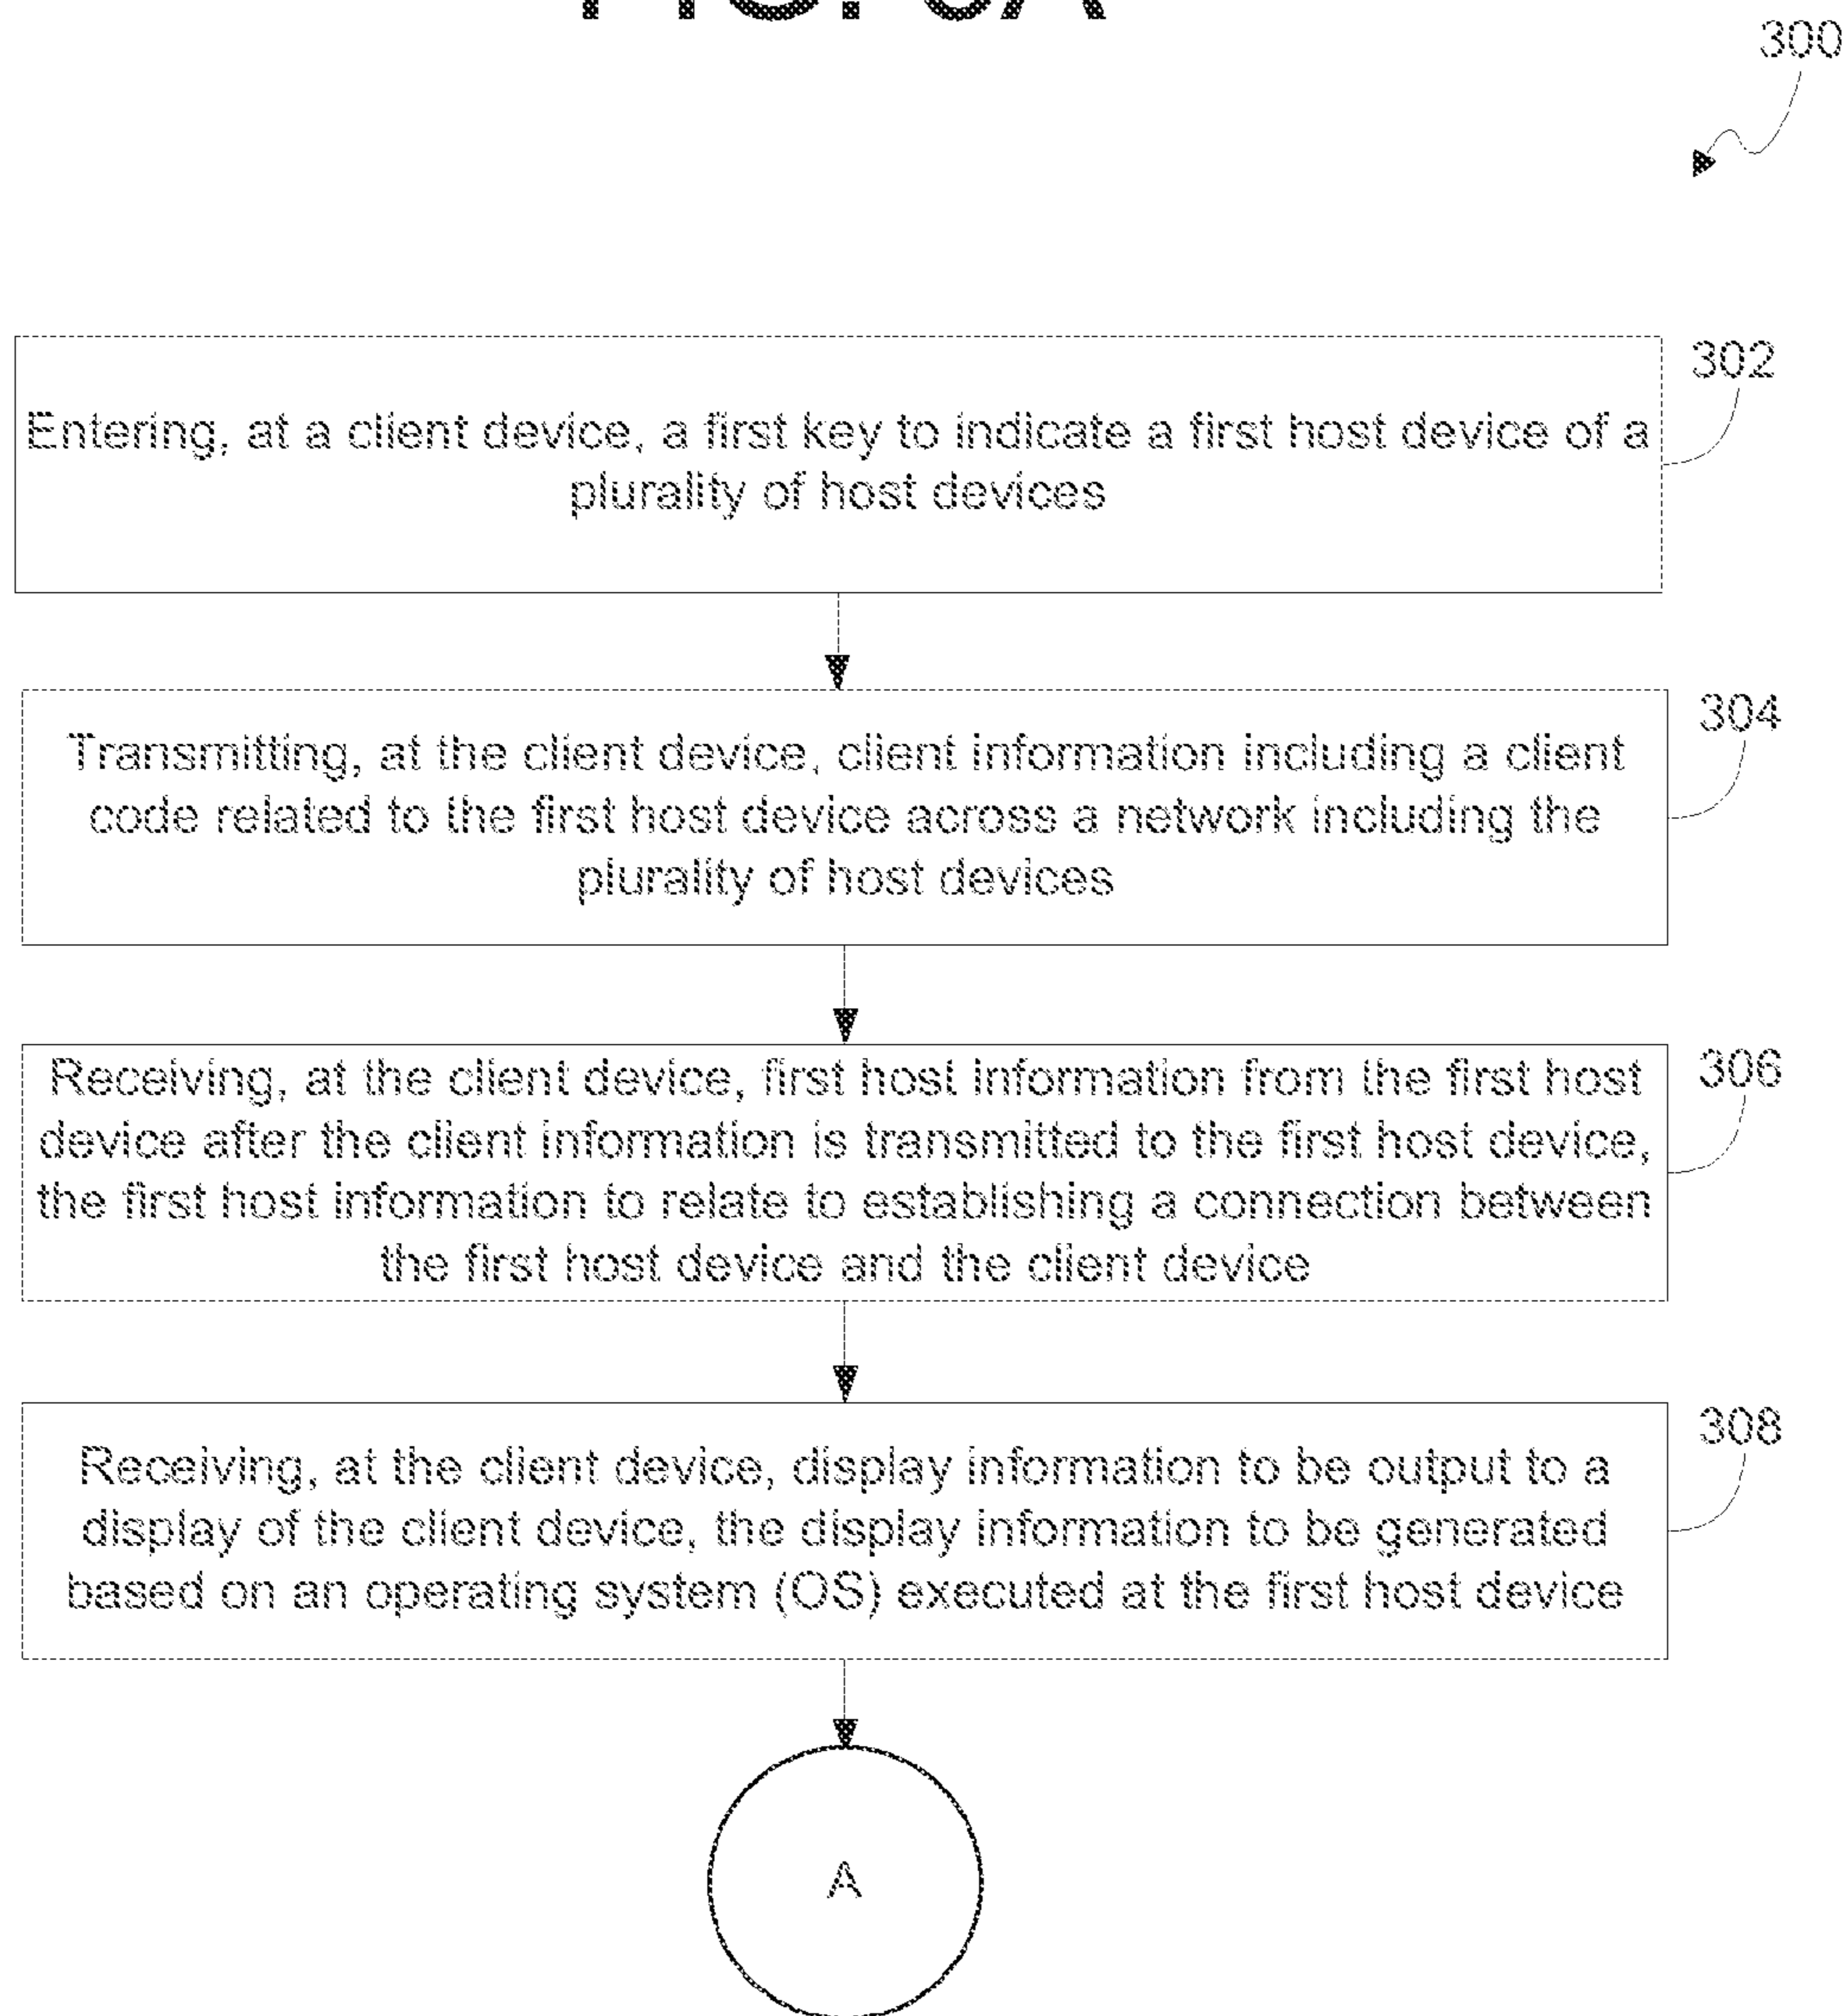 FIG. 3A
300
302
Entering, at a client device, a first key to indicate a first host device of a
plurality of host devices
304
Transmitting, at the client device, client information including a client
code related to the first host device across a network including the
plurality of host devices
306
Receiving, at the client device, first host information from the first host
device after the client information is transmitted to the first host device,
the first host information to relate to establishing a connection between
the first host device and the client device
308
Receiving, at the client device, display information to be output to a
display of the client device, the display information to be generated
based on an operating system (OS) executed at the first host device
A